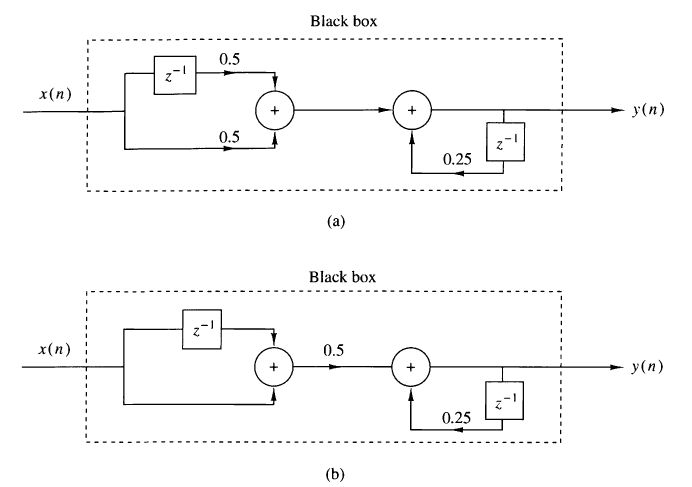 Black box
0.5
z⁻¹
x(n)
+
+
y(n)
0.5
z⁻¹
0.25
(a)
Black box
z⁻¹
x(n)
0.5
+
+
y(n)
z⁻¹
0.25
(b)